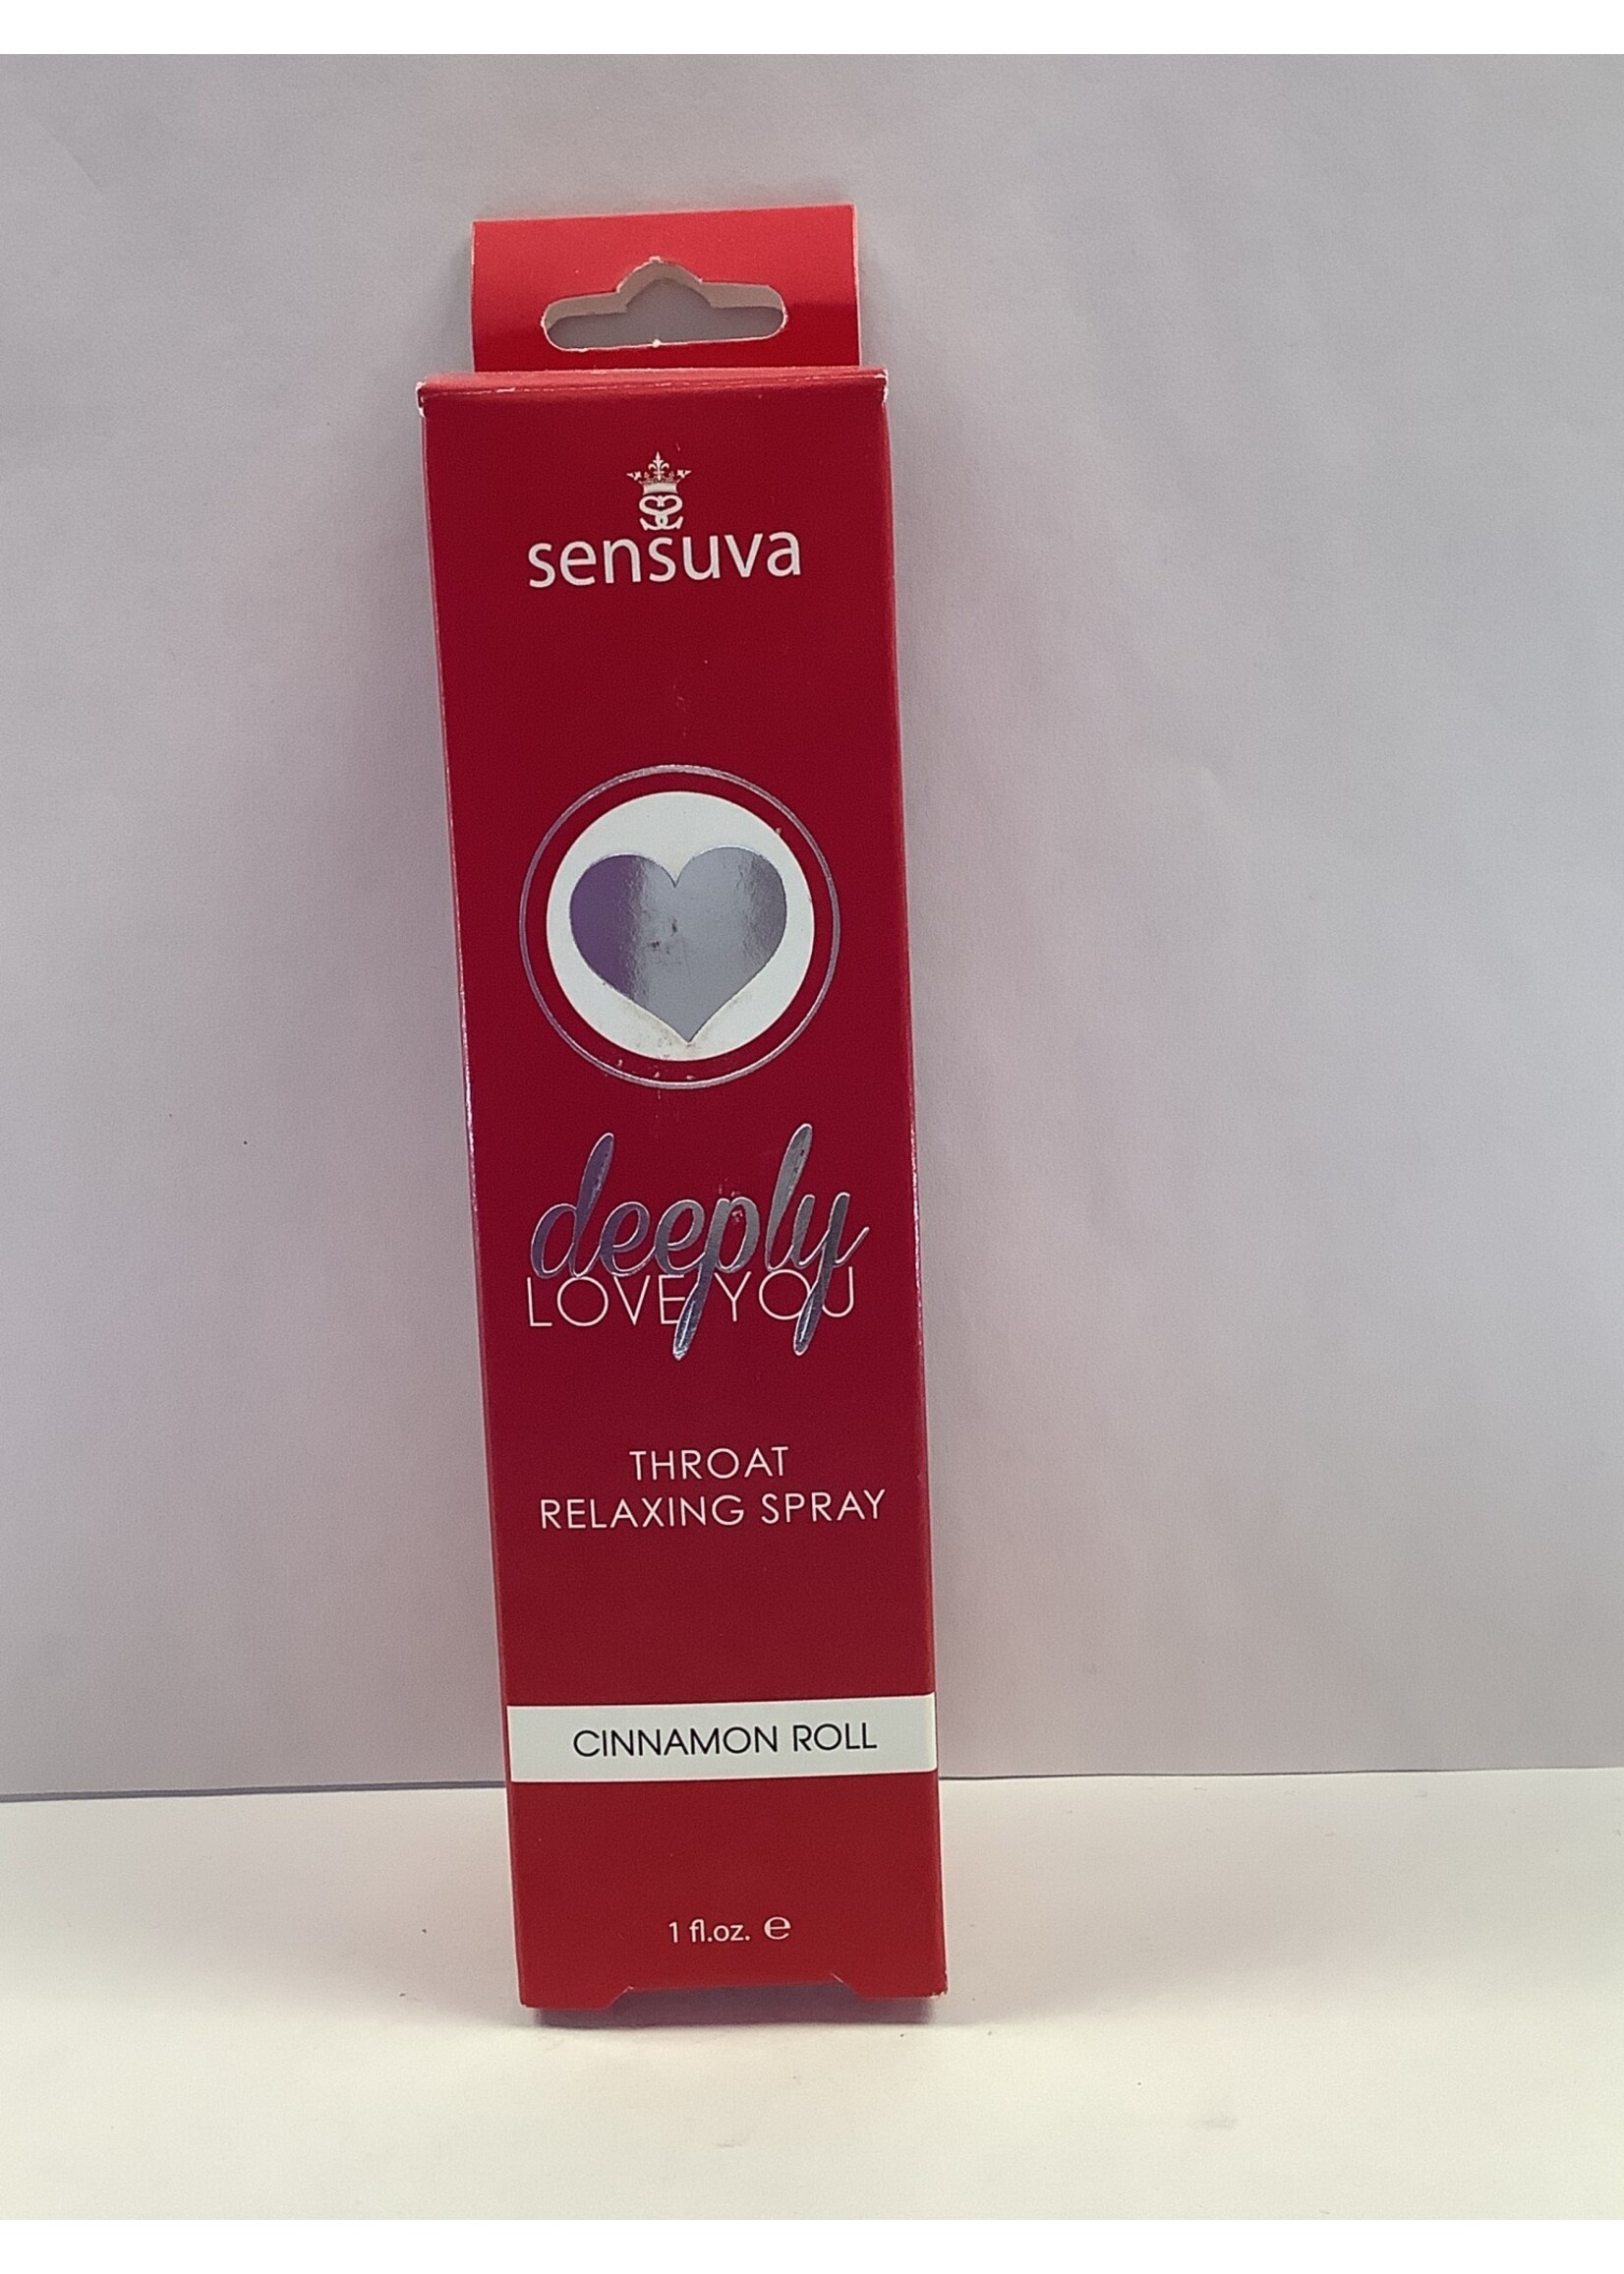 sensuva
deeply
LOVE YOU
THROAT
RELAXING SPRAY
CINNAMON ROLL
1 fl.oz. ℮